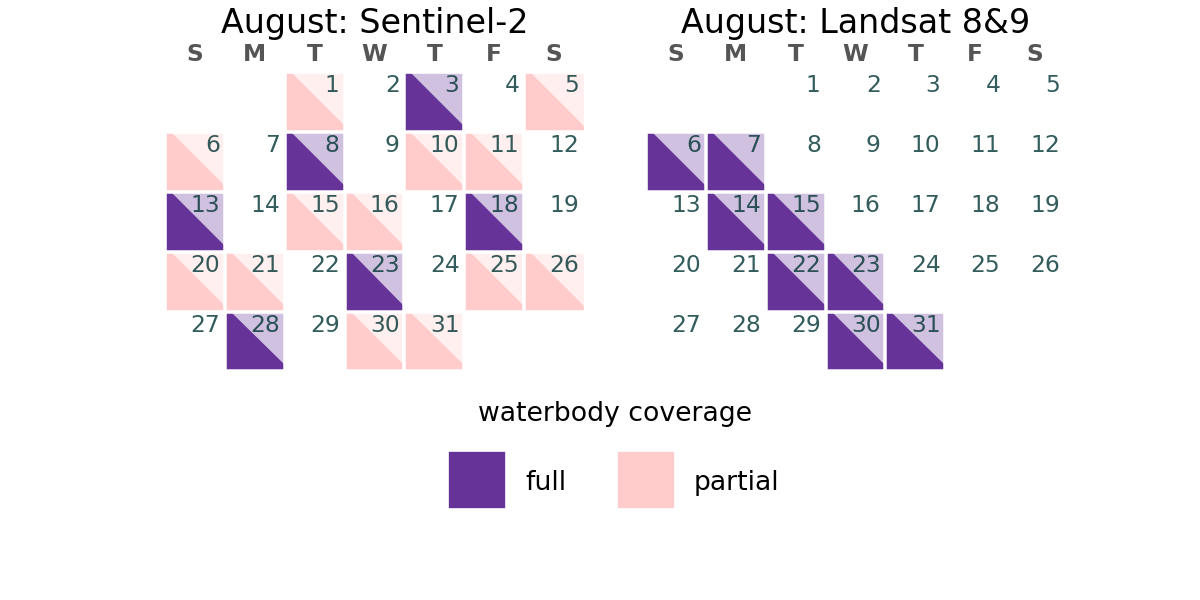 August: Sentinel-2
S M T W T F S
1 2 3 4 5
6 7 8 9 10 11 12
13 14 15 16 17 18 19
20 21 22 23 24 25 26
27 28 29 30 31
August: Landsat 8&9
S M T W T F S
1 2 3 4 5
6 7 8 9 10 11 12
13 14 15 16 17 18 19
20 21 22 23 24 25 26
27 28 29 30 31
waterbody coverage
full
partial